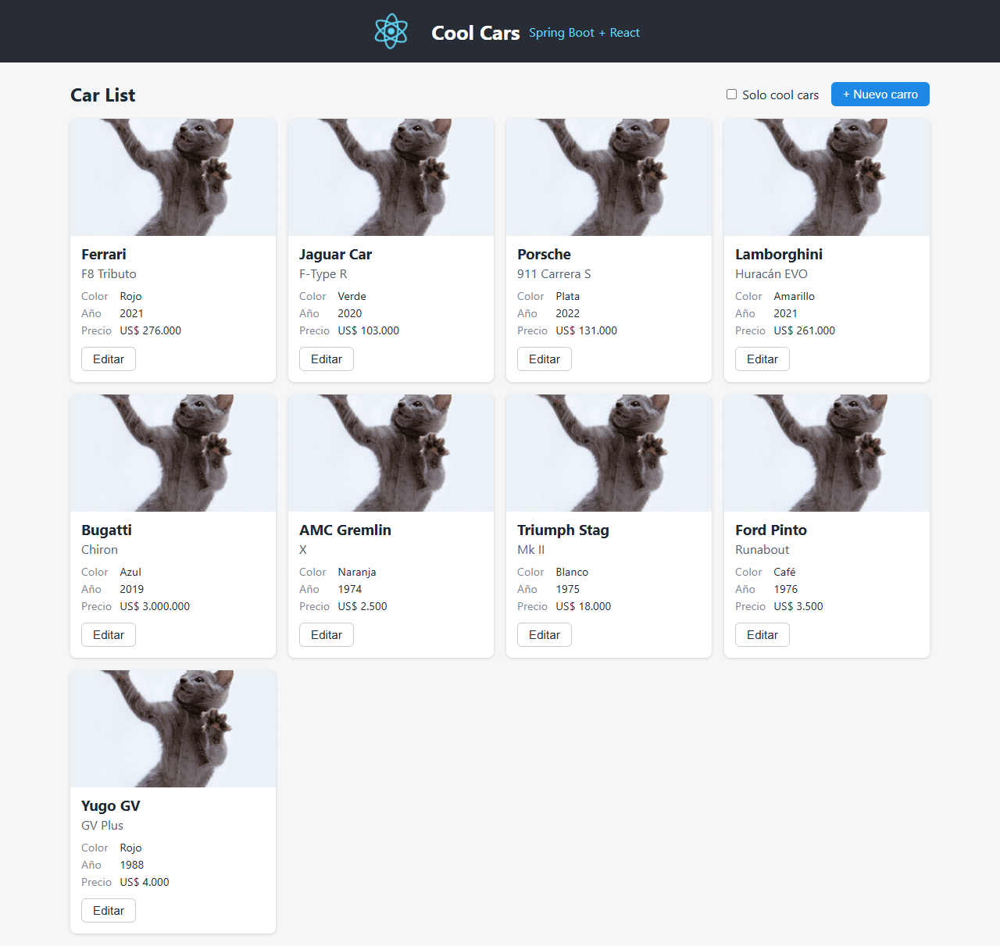 Cool Cars Spring Boot + React
Car List
Solo cool cars
+ Nuevo carro
Ferrari
F8 Tributo
Color Rojo
Año 2021
Precio US$ 276.000
Editar
Jaguar Car
F-Type R
Color Verde
Año 2020
Precio US$ 103.000
Editar
Porsche
911 Carrera S
Color Plata
Año 2022
Precio US$ 131.000
Editar
Lamborghini
Huracán EVO
Color Amarillo
Año 2021
Precio US$ 261.000
Editar
Bugatti
Chiron
Color Azul
Año 2019
Precio US$ 3.000.000
Editar
AMC Gremlin
X
Color Naranja
Año 1974
Precio US$ 2.500
Editar
Triumph Stag
Mk II
Color Blanco
Año 1975
Precio US$ 18.000
Editar
Ford Pinto
Runabout
Color Café
Año 1976
Precio US$ 3.500
Editar
Yugo GV
GV Plus
Color Rojo
Año 1988
Precio US$ 4.000
Editar